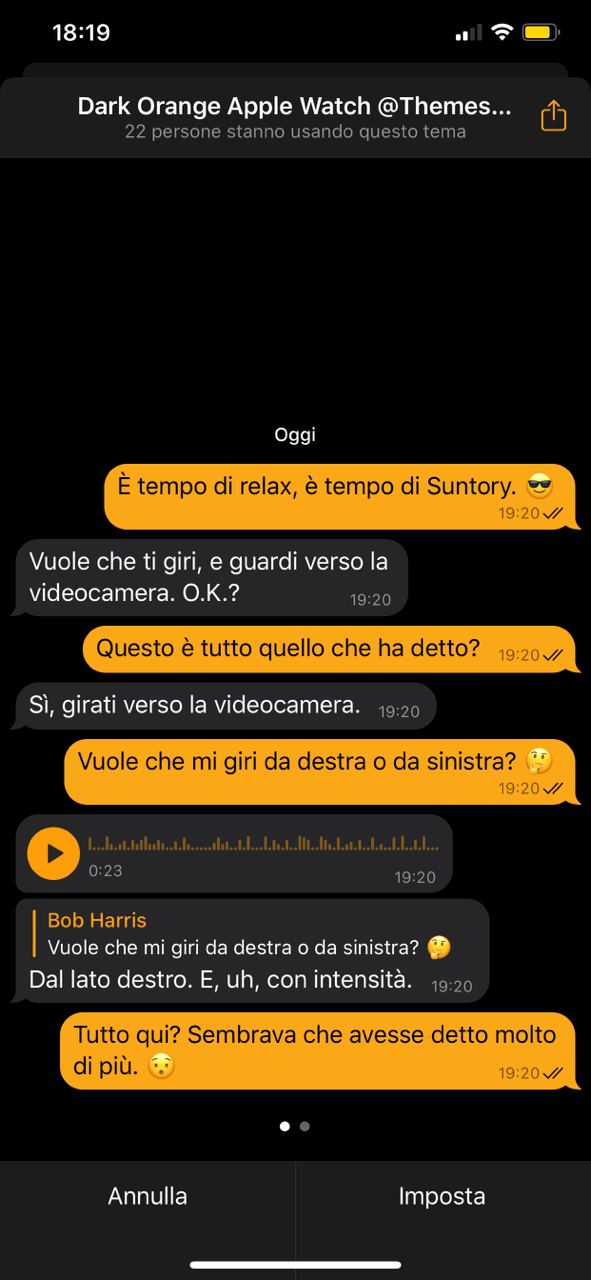 18:19
Dark Orange Apple Watch @Themes...
22 persone stanno usando questo tema
Oggi
È tempo di relax, è tempo di Suntory. 😎
19:20
Vuole che ti giri, e guardi verso la
videocamera. O.K.?
19:20
Questo è tutto quello che ha detto?
19:20
Sì, girati verso la videocamera.
19:20
Vuole che mi giri da destra o da sinistra? 🤔
19:20
0:23
19:20
Bob Harris
Vuole che mi giri da destra o da sinistra? 🤔
Dal lato destro. E, uh, con intensità.
19:20
Tutto qui? Sembrava che avesse detto molto
di più. 😯
19:20
Annulla
Imposta